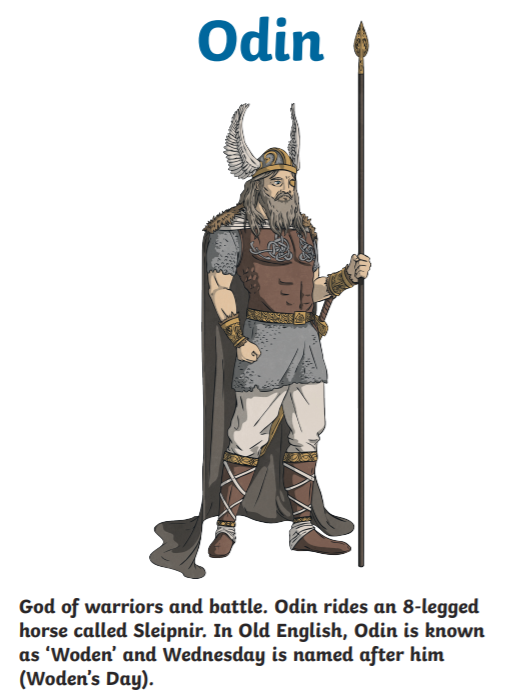 Odin
God of warriors and battle. Odin rides an 8-legged
horse called Sleipnir. In Old English, Odin is known
as ‘Woden’ and Wednesday is named after him
(Woden’s Day).